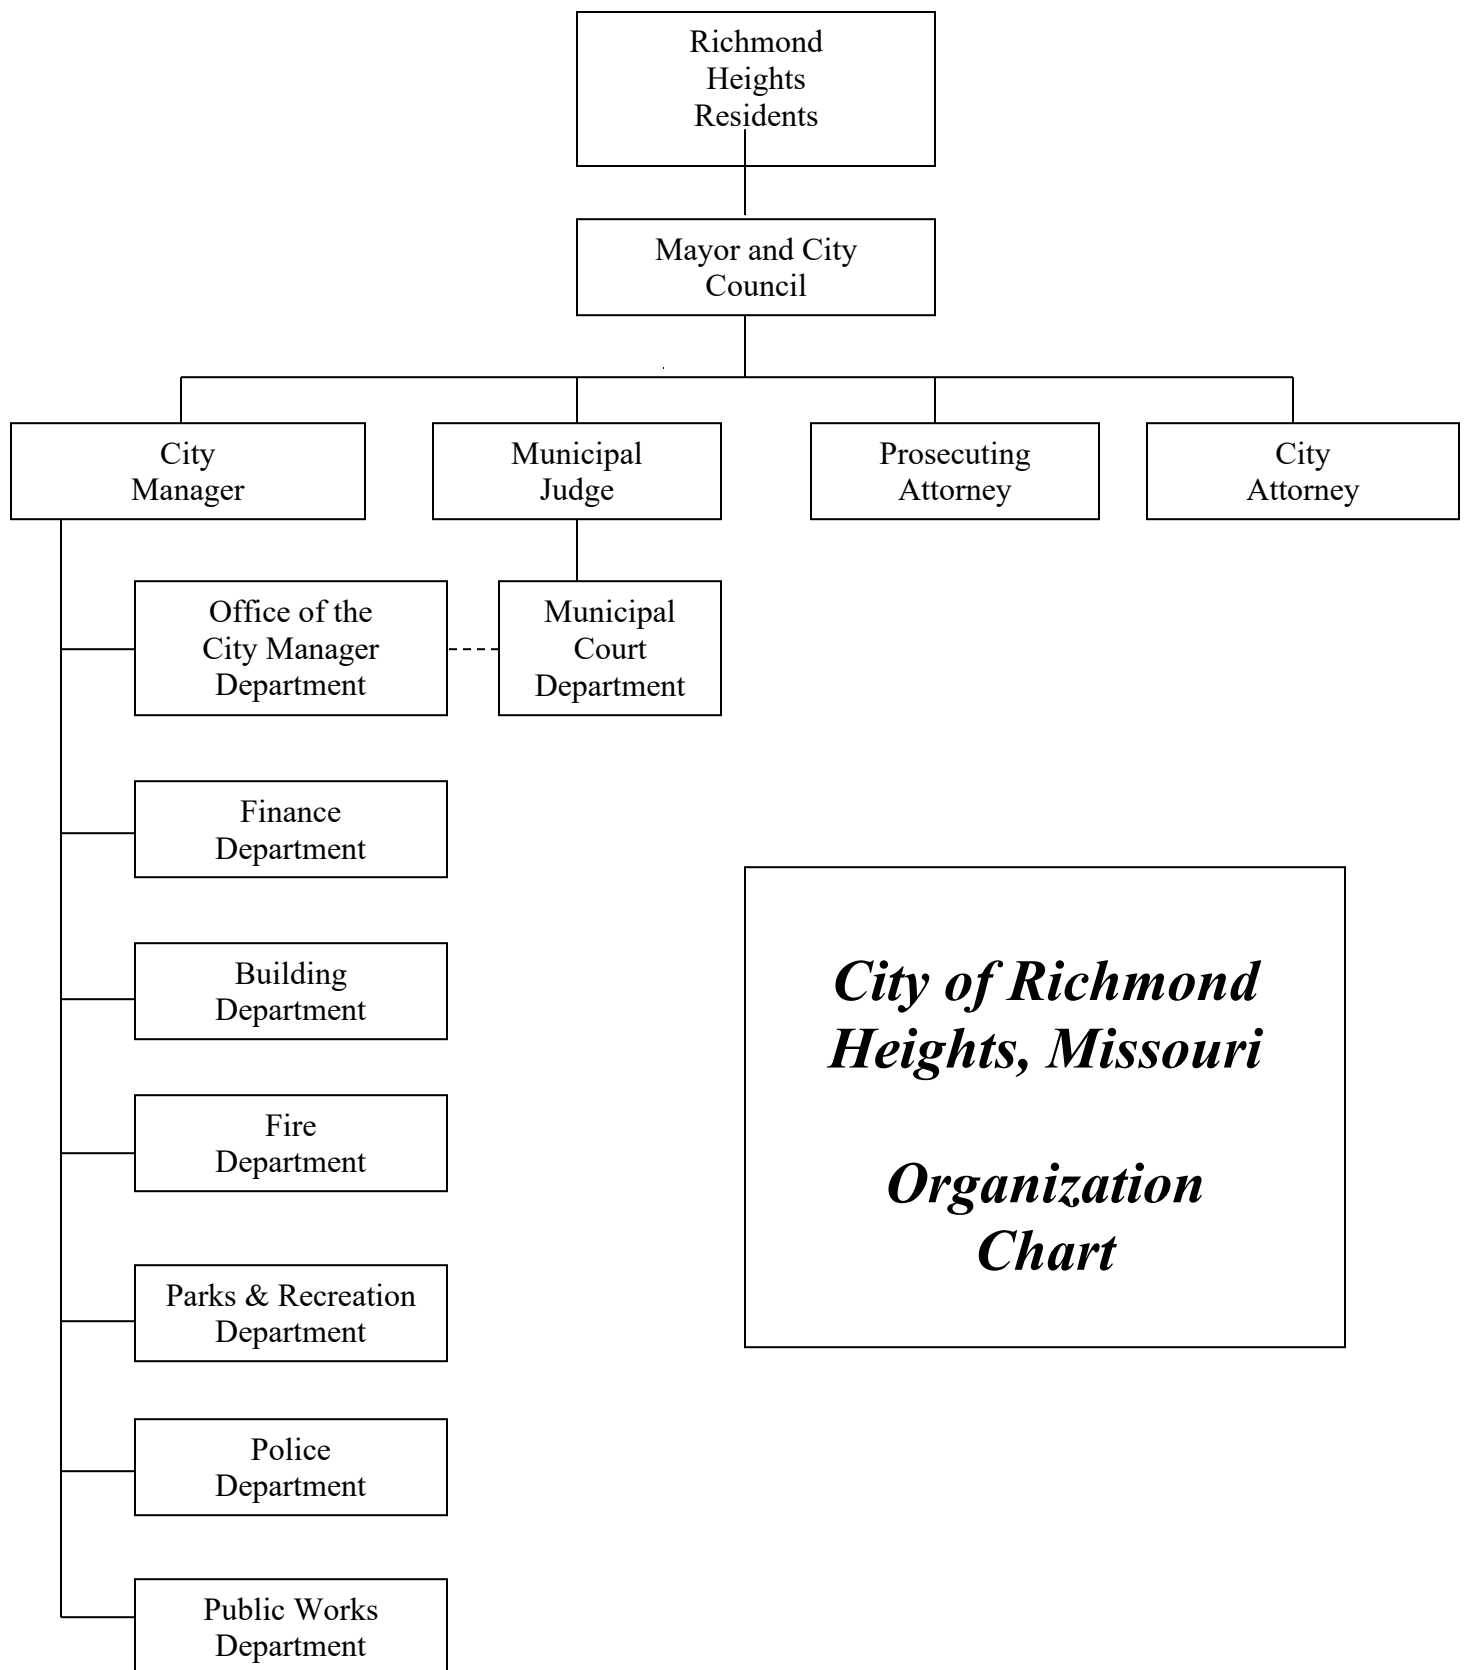 Richmond
Heights
Residents
Mayor and City
Council
City
Manager
Municipal
Judge
Prosecuting
Attorney
City
Attorney
Office of the
City Manager
Department
Municipal
Court
Department
Finance
Department
Building
Department
Fire
Department
Parks & Recreation
Department
Police
Department
Public Works
Department
City of Richmond
Heights, Missouri
Organization
Chart